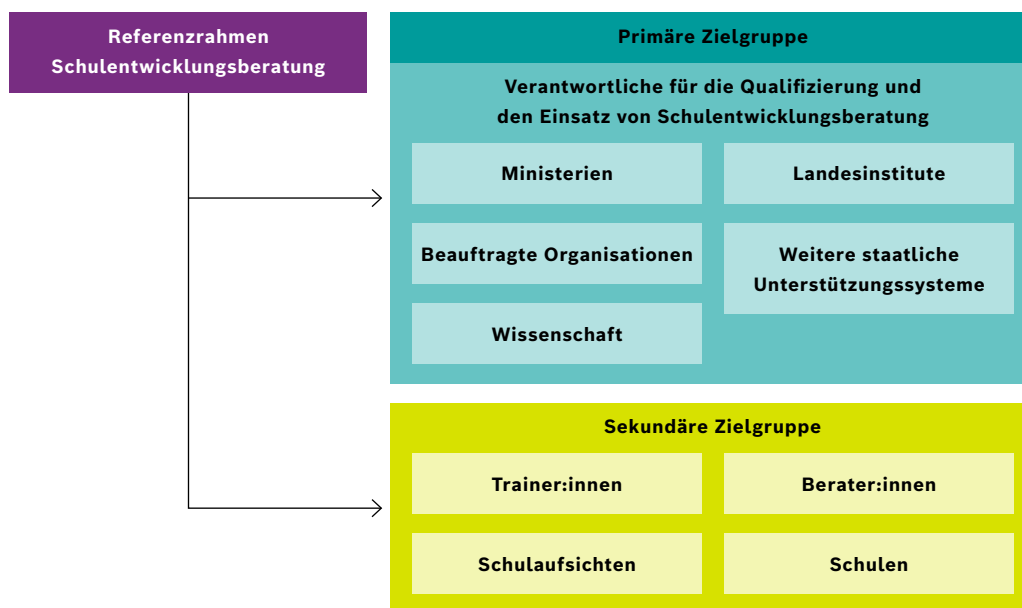 Referenzrahmen
Schulentwicklungsberatung
Primäre Zielgruppe
Verantwortliche für die Qualifizierung und
den Einsatz von Schulentwicklungsberatung
Ministerien
Landesinstitute
Beauftragte Organisationen
Weitere staatliche
Unterstützungssysteme
Wissenschaft
Sekundäre Zielgruppe
Trainer:innen
Berater:innen
Schulaufsichten
Schulen